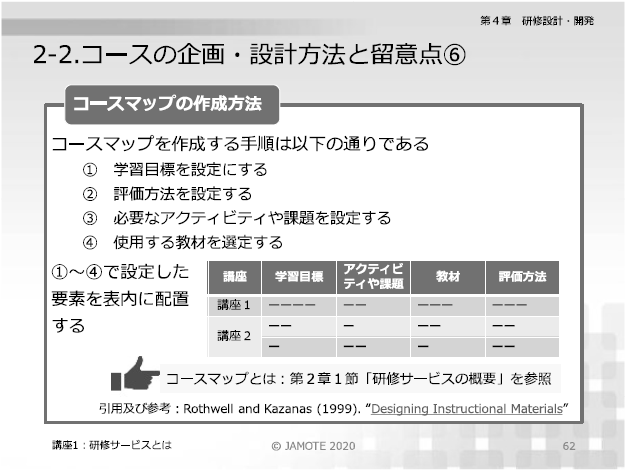 第４章　研修設計・開発
2-2.コースの企画・設計方法と留意点⑥
コースマップの作成方法
コースマップを作成する手順は以下の通りである
①　学習目標を設定にする
②　評価方法を設定する
③　必要なアクティビティや課題を設定する
④　使用する教材を選定する
①～④で設定した
要素を表内に配置
する
講座　学習目標　アクティビティや課題　教材　評価方法
講座１　ーーーー　ーー　ーーー　ーーー
講座２　ーー　ー　ーー　ーー
ー　ーー　ー　ーー
コースマップとは：第２章１節「研修サービスの概要」を参照
引用及び参考：Rothwell and Kazanas (1999). “Designing Instructional Materials”
講座1：研修サービスとは　© JAMOTE 2020　62